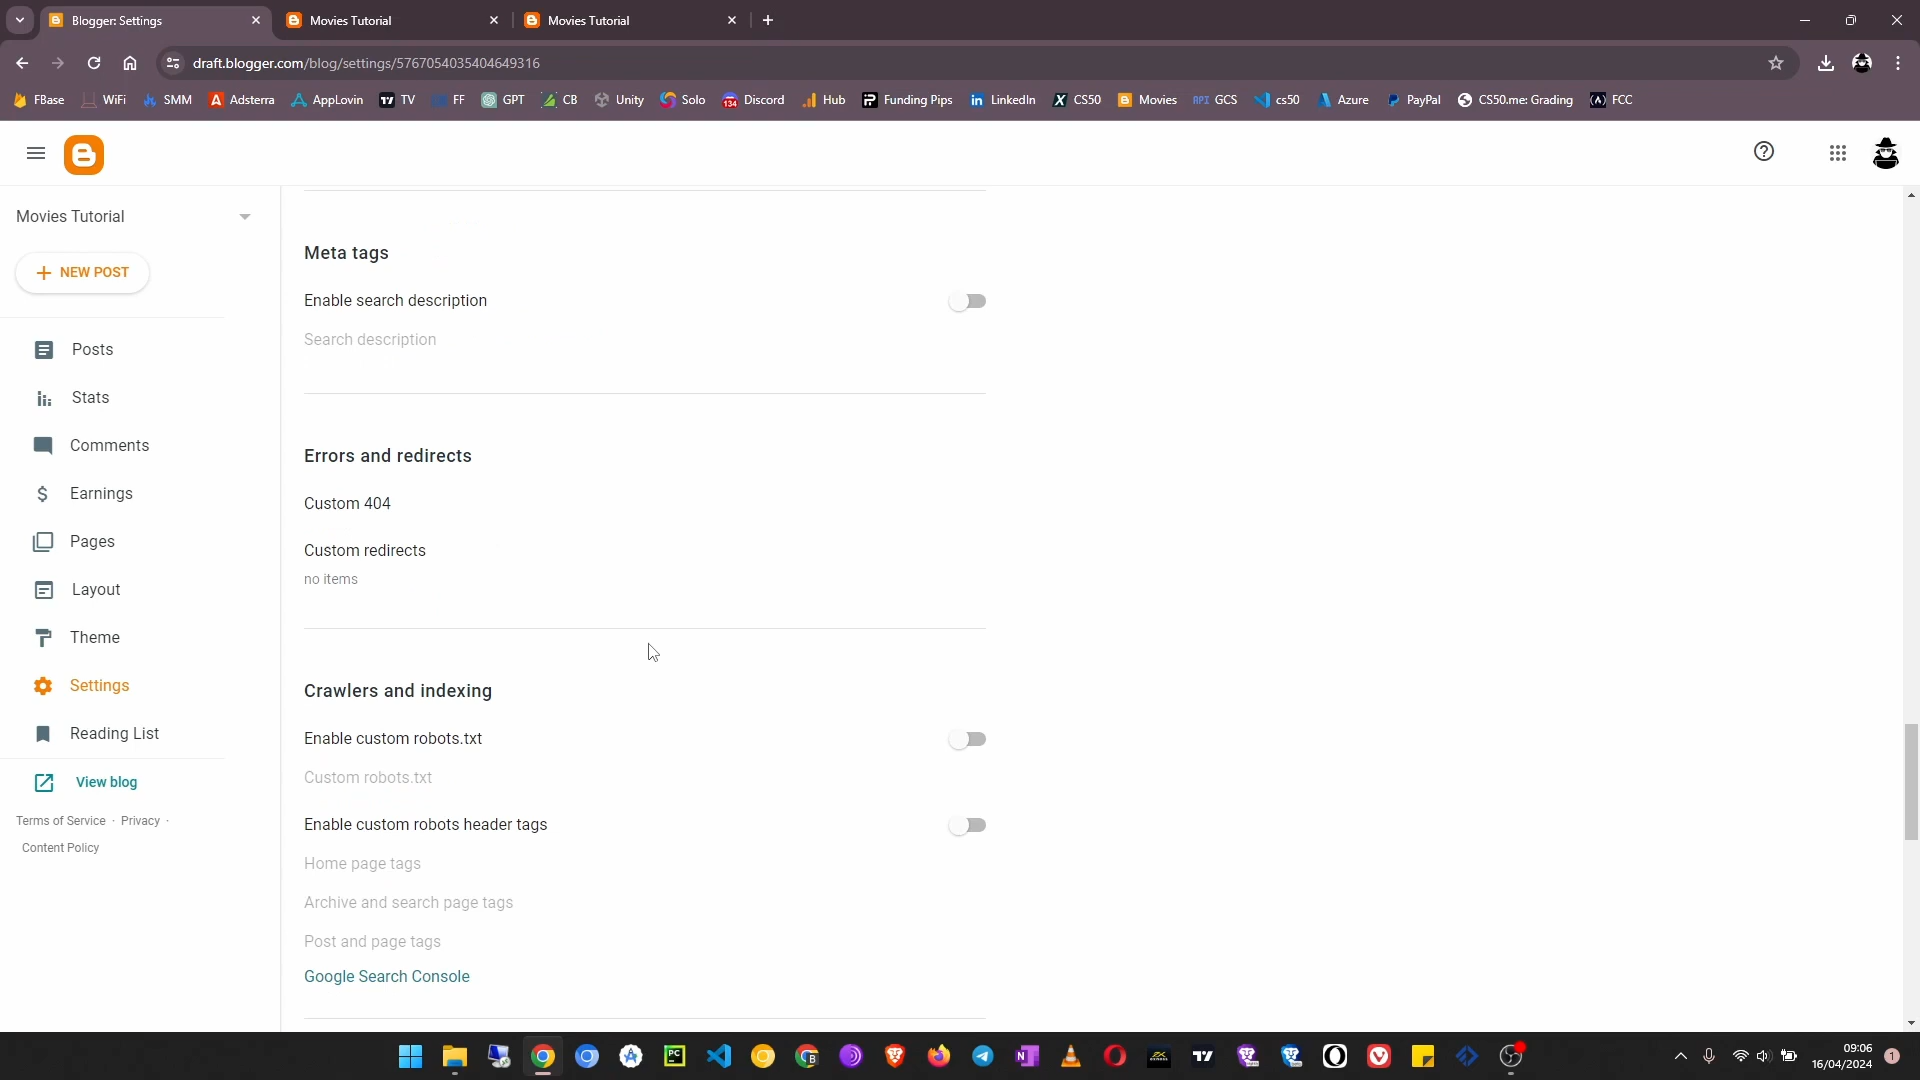 Blogger: Settings
Movies Tutorial
Movies Tutorial
draft.blogger.com/blog/settings/5767054035404649316
FBase WiFi SMM Adsterra AppLovin TV FF GPT CB Unity Solo Discord Hub Funding Pips LinkedIn CS50 Movies GCS cs50 Azure PayPal CS50.me: Grading FCC
Movies Tutorial
NEW POST
Posts
Stats
Comments
Earnings
Pages
Layout
Theme
Settings
Reading List
View blog
Terms of Service · Privacy ·
Content Policy
Meta tags
Enable search description
Search description
Errors and redirects
Custom 404
Custom redirects
no items
Crawlers and indexing
Enable custom robots.txt
Custom robots.txt
Enable custom robots header tags
Home page tags
Archive and search page tags
Post and page tags
Google Search Console
09:06
16/04/2024
1